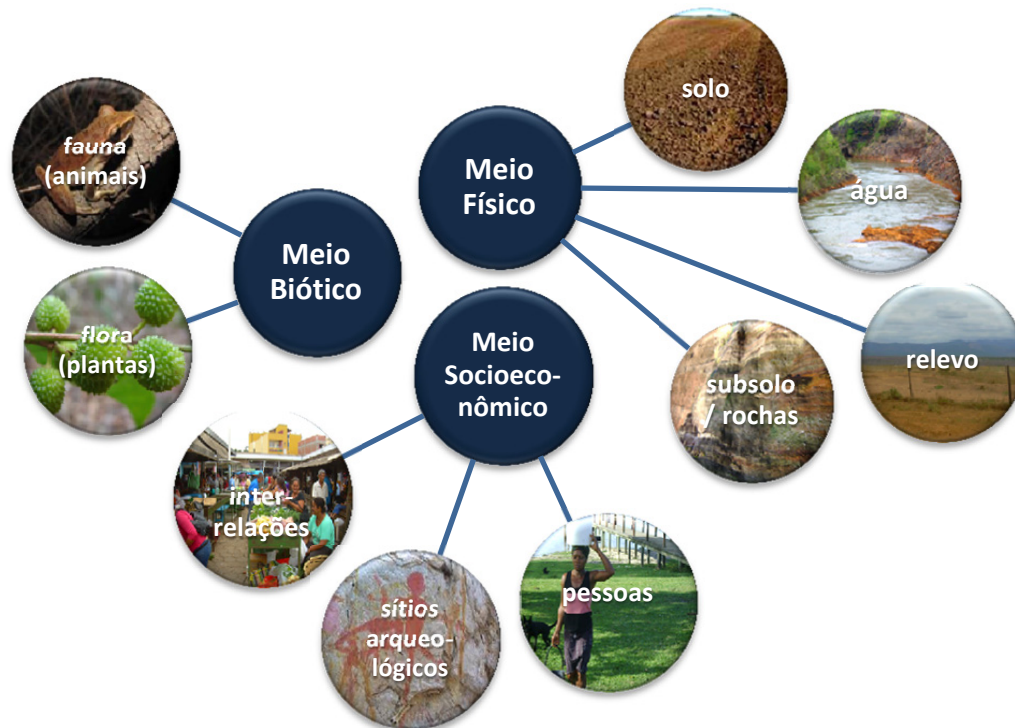 solo
fauna
(animais)
Meio
Físico
água
Meio
Biótico
flora
(plantas)
Meio
Socioeco-
nômico
relevo
subsolo
/ rochas
inter-
relações
sítios
arqueo-
lógicos
pessoas